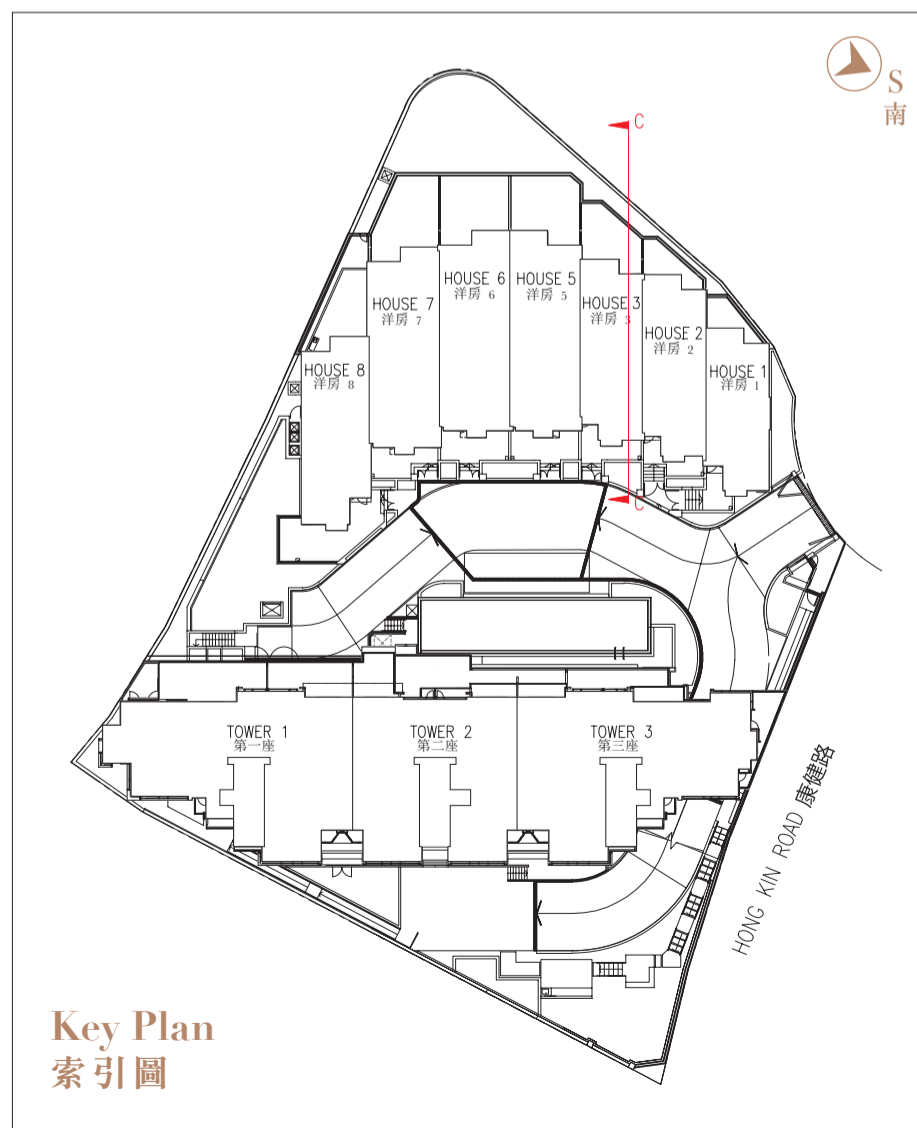 S
南
C
HOUSE 6
洋房 6
HOUSE 5
洋房 5
HOUSE 7
洋房 7
HOUSE 3
洋房 3
HOUSE 2
洋房 2
HOUSE 8
洋房 8
HOUSE 1
洋房 1
C
TOWER 1
第一座
TOWER 2
第二座
TOWER 3
第三座
HONG KIN ROAD 康健路
Key Plan
索引圖